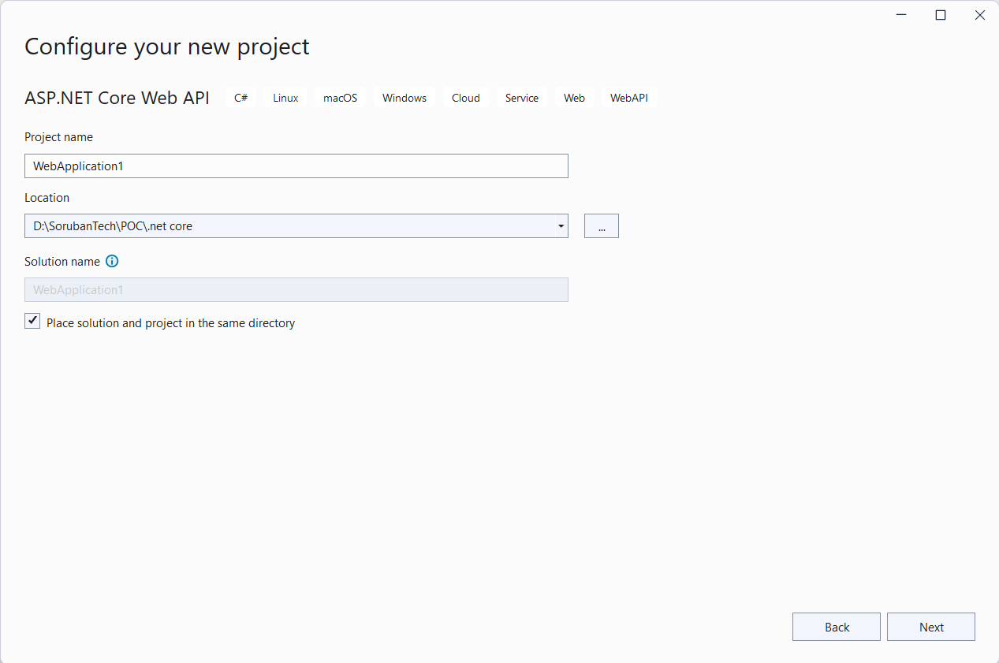 Configure your new project
ASP.NET Core Web API C# Linux macOS Windows Cloud Service Web WebAPI
Project name
WebApplication1
Location
D:\SorubanTech\POC\.net core
...
Solution name
WebApplication1
Place solution and project in the same directory
Back Next